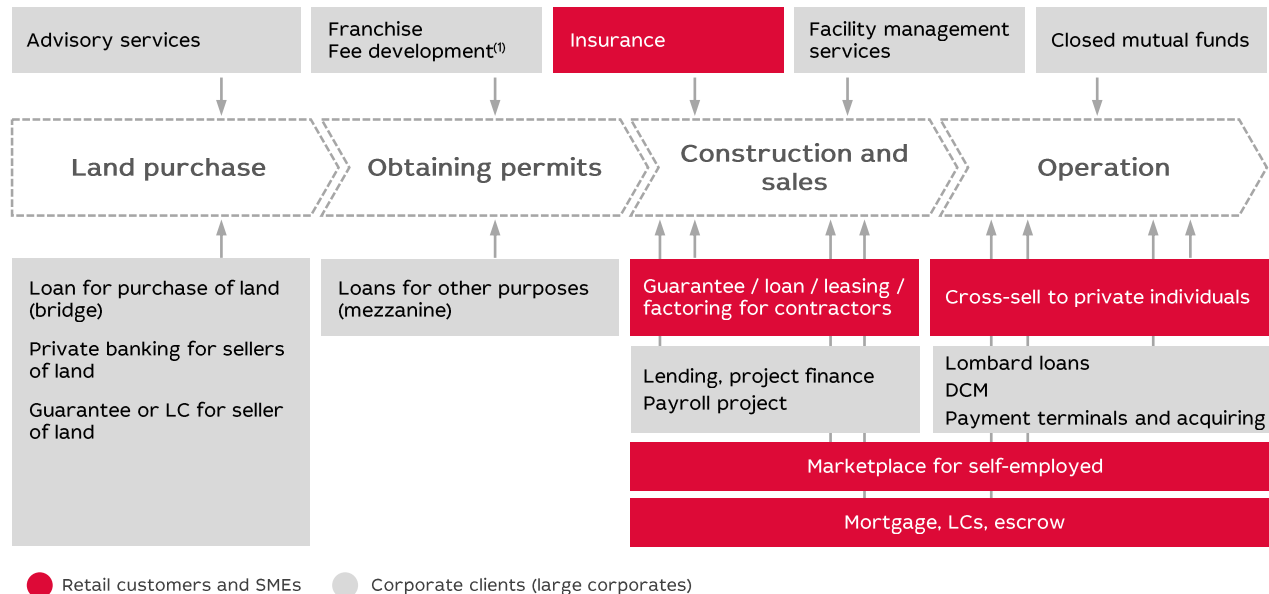 Advisory services
Franchise
Fee development(1)
Insurance
Facility management
services
Closed mutual funds
Land purchase
Obtaining permits
Construction and
sales
Operation
Loan for purchase of land
(bridge)
Private banking for sellers
of land
Guarantee or LC for seller
of land
Loans for other purposes
(mezzanine)
Guarantee / loan / leasing /
factoring for contractors
Lending, project finance
Payroll project
Cross-sell to private individuals
Lombard loans
DCM
Payment terminals and acquiring
Marketplace for self-employed
Mortgage, LCs, escrow
Retail customers and SMEs
Corporate clients (large corporates)